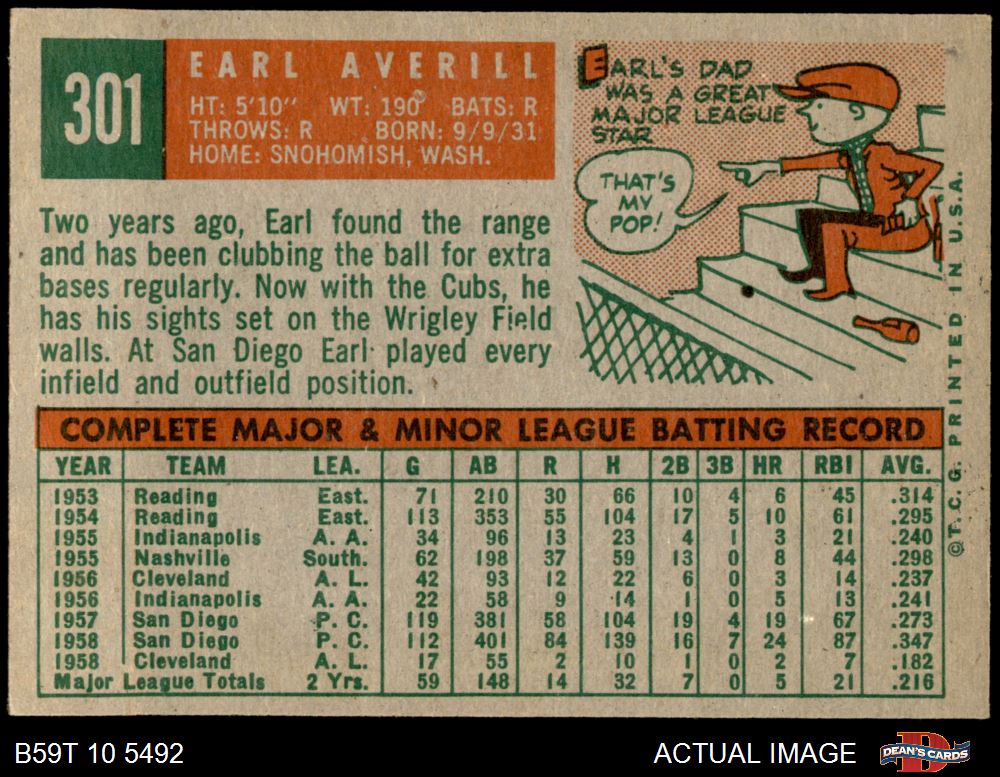 301
EARL AVERILL
HT: 5'10" WT: 190 BATS: R
THROWS: R BORN: 9/9/31
HOME: SNOHOMISH, WASH.
EARL'S DAD
WAS A GREAT
MAJOR LEAGUE
STAR
THAT'S
MY
POP!
Two years ago, Earl found the range
and has been clubbing the ball for extra
bases regularly. Now with the Cubs, he
has his sights set on the Wrigley Field
walls. At San Diego Earl played every
infield and outfield position.
COMPLETE MAJOR & MINOR LEAGUE BATTING RECORD
YEAR TEAM LEA. G AB R H 2B 3B HR RBI AVG.
1953 Reading East. 71 210 30 66 10 4 6 45 .314
1954 Reading East. 113 353 55 104 17 5 10 61 .295
1955 Indianapolis A. A. 34 96 13 23 4 1 3 21 .240
1955 Nashville South. 62 198 37 59 13 0 8 44 .298
1956 Cleveland A. L. 42 93 12 22 6 0 3 14 .237
1956 Indianapolis A. A. 22 58 9 14 1 0 5 13 .241
1957 San Diego P. C. 119 381 58 104 19 4 19 67 .273
1958 San Diego P. C. 112 401 84 139 16 7 24 87 .347
1958 Cleveland A. L. 17 55 2 10 1 0 2 7 .182
Major League Totals 2 Yrs. 59 148 14 32 7 0 5 21 .216
©T.C.G. PRINTED IN U.S.A.
B59T 10 5492
ACTUAL IMAGE
D
DEAN'S CARDS